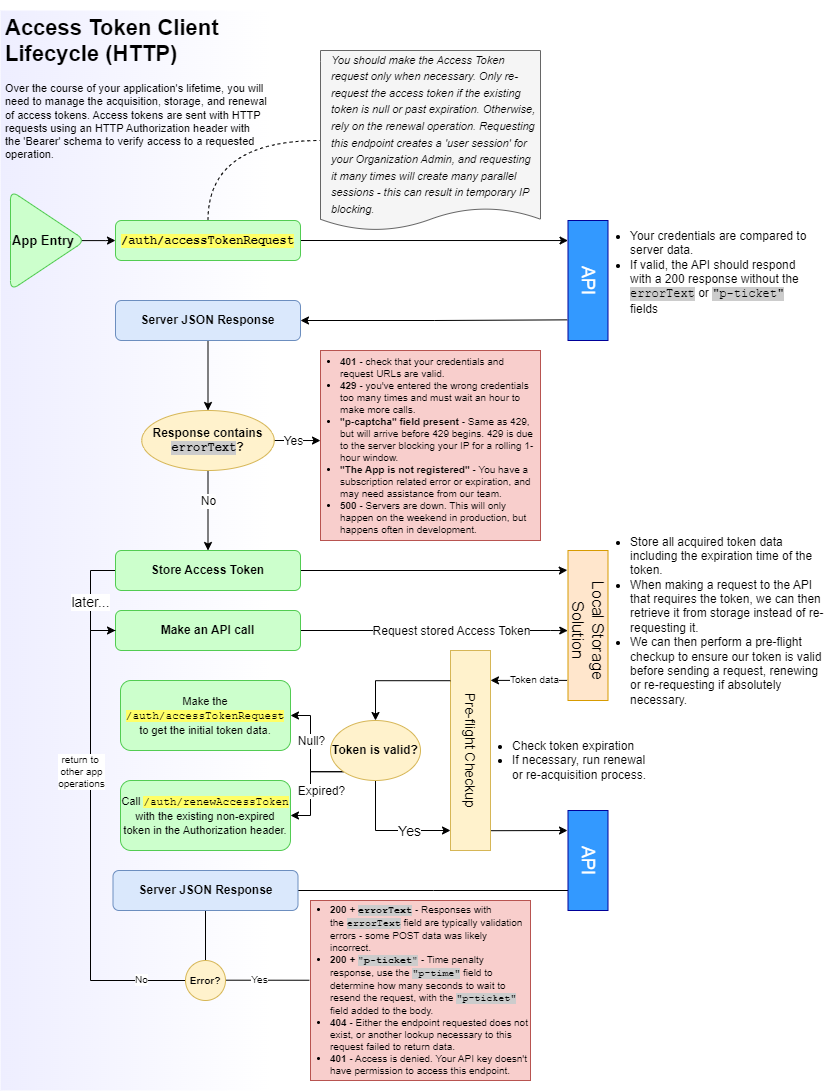 Access Token Client
Lifecycle (HTTP)
Over the course of your application's lifetime, you will
need to manage the acquisition, storage, and renewal
of access tokens. Access tokens are sent with HTTP
requests using an HTTP Authorization header with
the 'Bearer' schema to verify access to a requested
operation.
You should make the Access Token
request only when necessary. Only re-
request the access token if the existing
token is null or past expiration. Otherwise,
rely on the renewal operation. Requesting
this endpoint creates a 'user session' for
your Organization Admin, and requesting
it many times will create many parallel
sessions - this can result in temporary IP
blocking.
App Entry
/auth/accessTokenRequest
API
• Your credentials are compared to
server data.
• If valid, the API should respond
with a 200 response without the
errorText or "p-ticket"
fields
Server JSON Response
• 401 - check that your credentials and
request URLs are valid.
• 429 - you've entered the wrong credentials
too many times and must wait an hour to
make more calls.
• "p-captcha" field present - Same as 429,
but will arrive before 429 begins. 429 is due
to the server blocking your IP for a rolling 1-
hour window.
• "The App is not registered" - You have a
subscription related error or expiration, and
may need assistance from our team.
• 500 - Servers are down. This will only
happen on the weekend in production, but
happens often in development.
Response contains
errorText?
Yes
No
Store Access Token
later...
Make an API call
Request stored Access Token
Local Storage
Solution
• Store all acquired token data
including the expiration time of the
token.
• When making a request to the API
that requires the token, we can then
retrieve it from storage instead of re-
requesting it.
• We can then perform a pre-flight
checkup to ensure our token is valid
before sending a request, renewing
or re-requesting if absolutely
necessary.
Token data
Pre-flight Checkup
Make the
/auth/accessTokenRequest
to get the initial token data.
Null?
Token is valid?
• Check token expiration
• If necessary, run renewal
or re-acquisition process.
return to
other app
operations
Expired?
Call /auth/renewAccessToken
with the existing non-expired
token in the Authorization header.
Yes
API
Server JSON Response
• 200 + errorText - Responses with
the errorText field are typically validation
errors - some POST data was likely
incorrect.
• 200 + "p-ticket" - Time penalty
response, use the "p-time" field to
determine how many seconds to wait to
resend the request, with the "p-ticket"
field added to the body.
• 404 - Either the endpoint requested does not
exist, or another lookup necessary to this
request failed to return data.
• 401 - Access is denied. Your API key doesn't
have permission to access this endpoint.
No
Error?
Yes